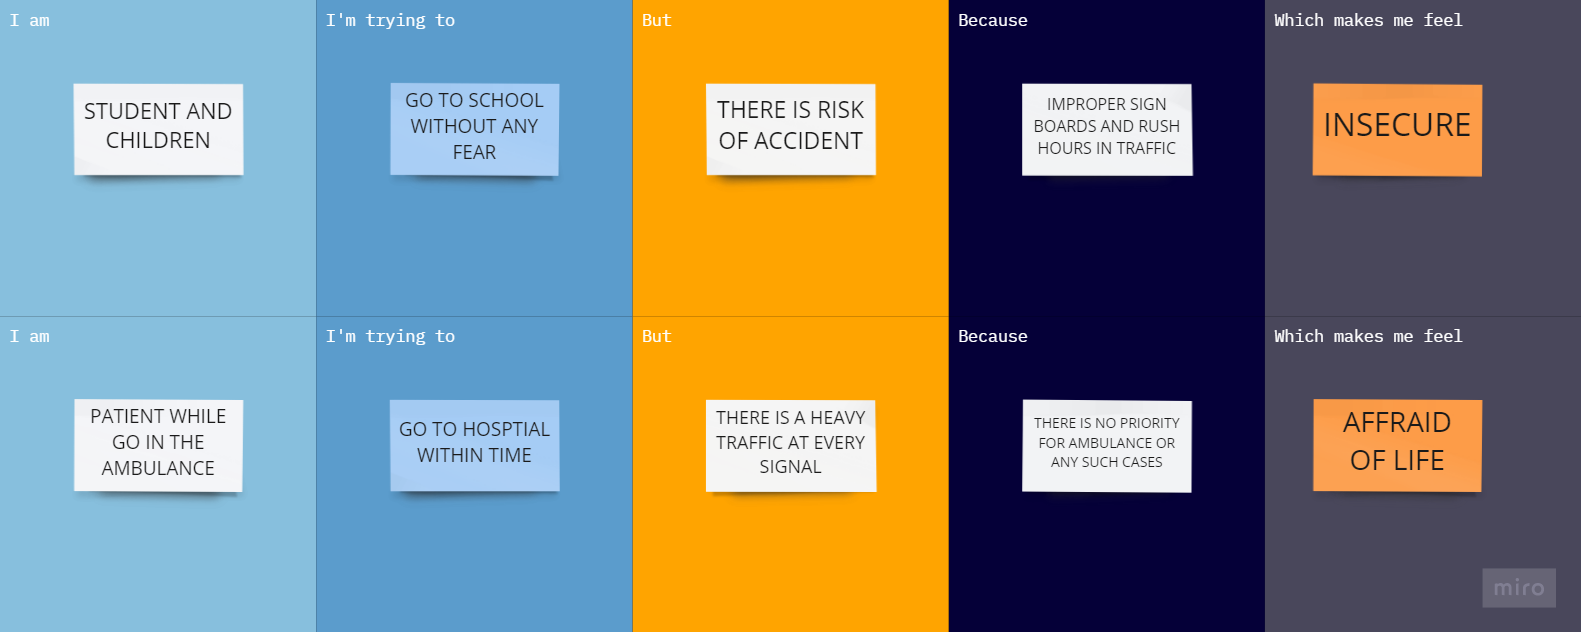 I am
STUDENT AND
CHILDREN
I'm trying to
GO TO SCHOOL
WITHOUT ANY
FEAR
But
THERE IS RISK
OF ACCIDENT
Because
IMPROPER SIGN
BOARDS AND RUSH
HOURS IN TRAFFIC
Which makes me feel
INSECURE
I am
PATIENT WHILE
GO IN THE
AMBULANCE
I'm trying to
GO TO HOSPTIAL
WITHIN TIME
But
THERE IS A HEAVY
TRAFFIC AT EVERY
SIGNAL
Because
THERE IS NO PRIORITY
FOR AMBULANCE OR
ANY SUCH CASES
Which makes me feel
AFFRAID
OF LIFE
miro